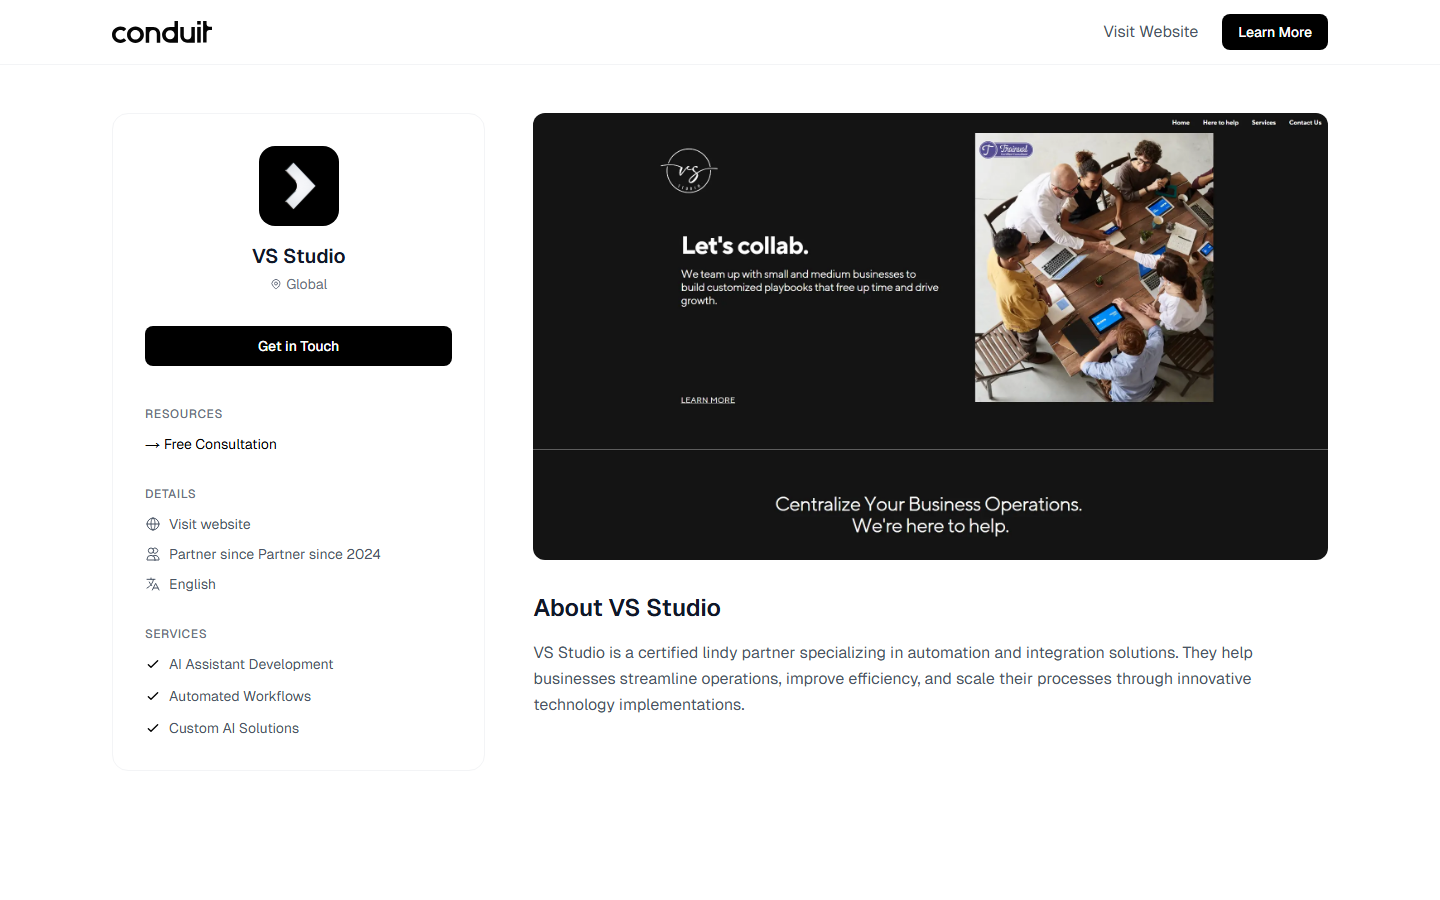 conduit
Visit Website
Learn More
VS Studio
Global
Get in Touch
RESOURCES
→ Free Consultation
DETAILS
Visit website
Partner since Partner since 2024
English
SERVICES
AI Assistant Development
Automated Workflows
Custom AI Solutions
Home Here to help Services Contact Us
vs
STUDIO
Trainual
Let's collab.
We team up with small and medium businesses to
build customized playbooks that free up time and drive
growth.
LEARN MORE
Centralize Your Business Operations.
We're here to help.
About VS Studio
VS Studio is a certified lindy partner specializing in automation and integration solutions. They help
businesses streamline operations, improve efficiency, and scale their processes through innovative
technology implementations.